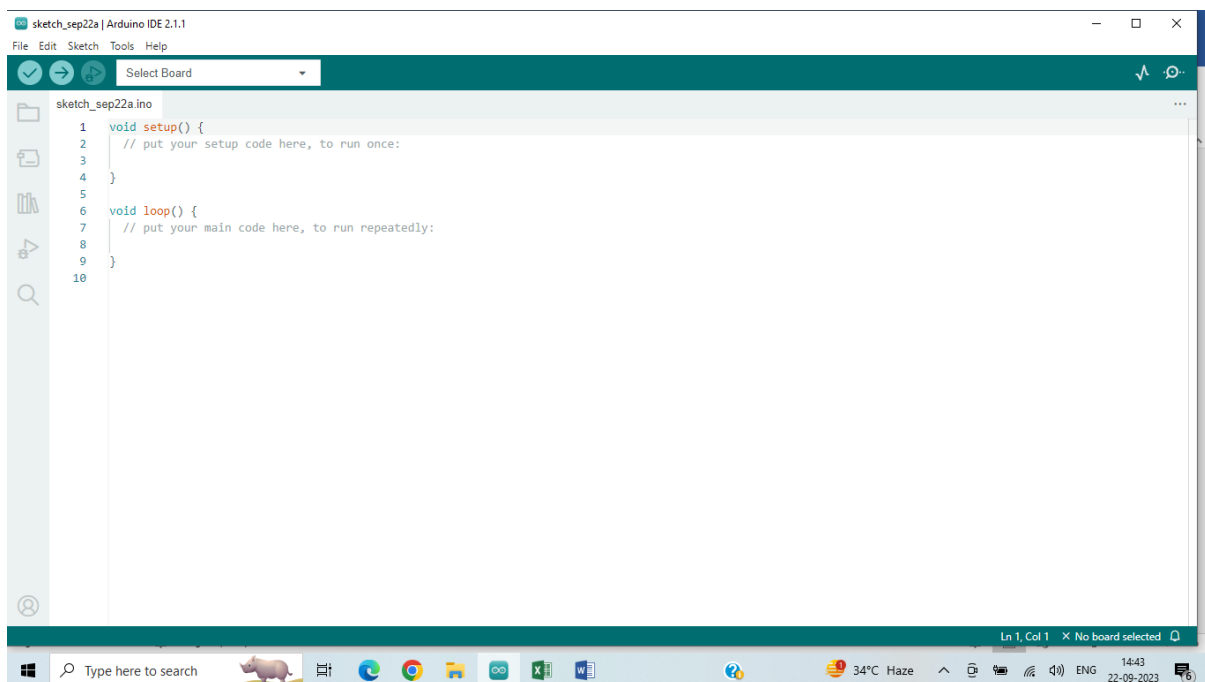 sketch_sep22a | Arduino IDE 2.1.1
File Edit Sketch Tools Help
Select Board
sketch_sep22a.ino
1 void setup() {
2 // put your setup code here, to run once:
3
4 }
5
6 void loop() {
7 // put your main code here, to run repeatedly:
8
9 }
10
Ln 1, Col 1 × No board selected
Type here to search
34°C Haze
ENG
14:43
22-09-2023
6